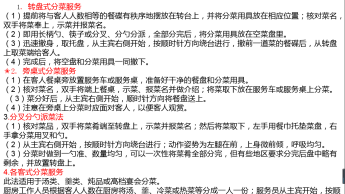 1. 转盘式分菜服务
（1）提前将与客人人数相等的餐碟有秩序地摆放在转台上，并将分菜用具放在相应位置；核对菜名，
双手将菜奉上，示菜并报菜名。
（2）即用长柄勺、筷子或分叉、分勺分派，全部分完后，将分菜用具放在空菜盘里。
（3）迅速撤身，取托盘，从主宾右侧开始，按顺时针方向绕台进行，撤前一道菜的餐碟后，从转盘
上取菜端给客人。
（4）完成后，将空盘和分菜用具一同撤下。
★2. 旁桌式分菜服务
（1）在客人餐桌旁放置服务车或服务桌，准备好干净的餐盘和分菜用具。
（2）核对菜名，双手将端上餐桌，示菜、报菜名并做介绍；将菜取下放在服务车或服务桌上分菜。
（3）菜分好后，从主宾右侧开始，顺时针方向将餐盘送上。
（4）注意在旁桌上分菜时应面对客人，以便客人观赏。
3.分叉分勺派菜法
（1）核对菜品，双手将菜肴端至转盘上，示菜并报菜名；然后将菜取下，左手用餐巾托垫菜盘，右
手拿分菜用叉和勺。
（2）从主宾右侧开始，按顺时针方向绕台进行；动作姿势为左腿在前，上身微前倾，呼吸均匀。
（3）分菜时做到一勺准、数量均匀，可以一次性将菜肴全部分完，但有些地区要求分完后盘中略有
剩余，并放置转盘上。
4.各客式分菜服务
此法适用于汤类、羹类、炖品或高档宴会分菜。
厨房工作人员根据客人人数在厨房将汤、羹、冷菜或热菜等分成一人一份；服务员从主宾开始，按顺